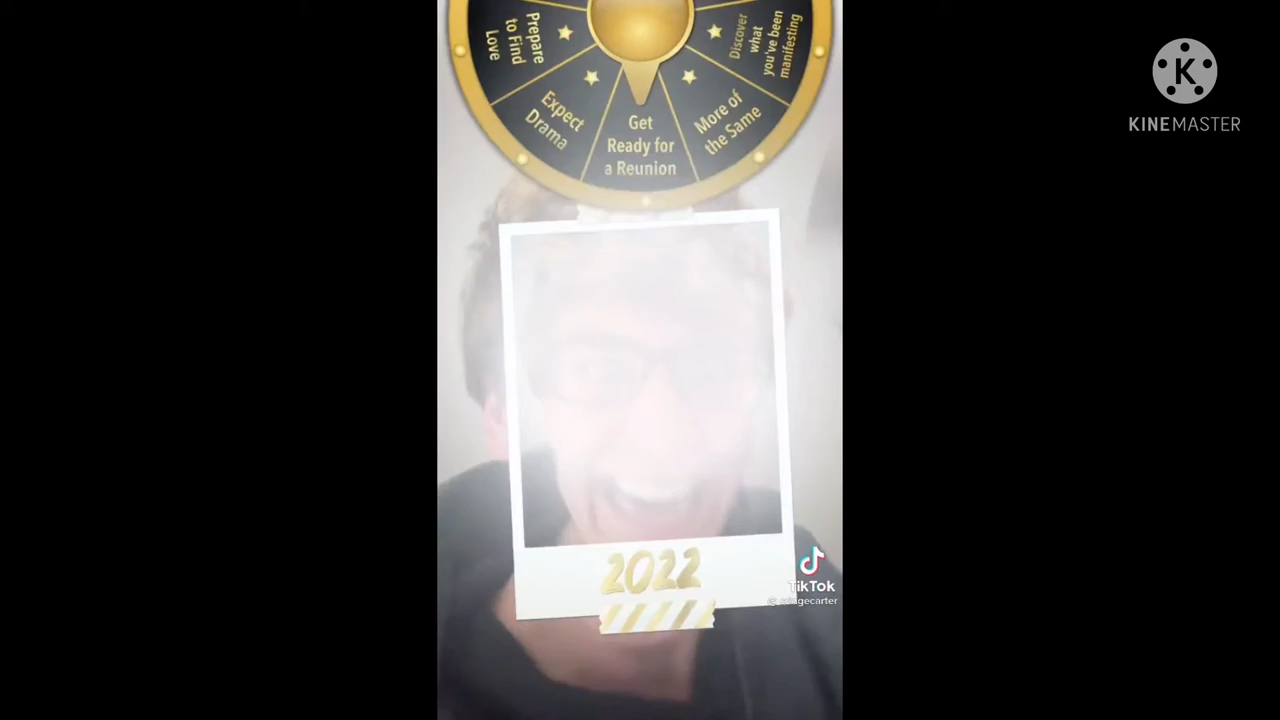 Prepare
to Find
Love
Expect
Drama
Get
Ready for
a Reunion
More of
the Same
Discover
what
you've been
manifesting
K
KINEMASTER
2022
TikTok